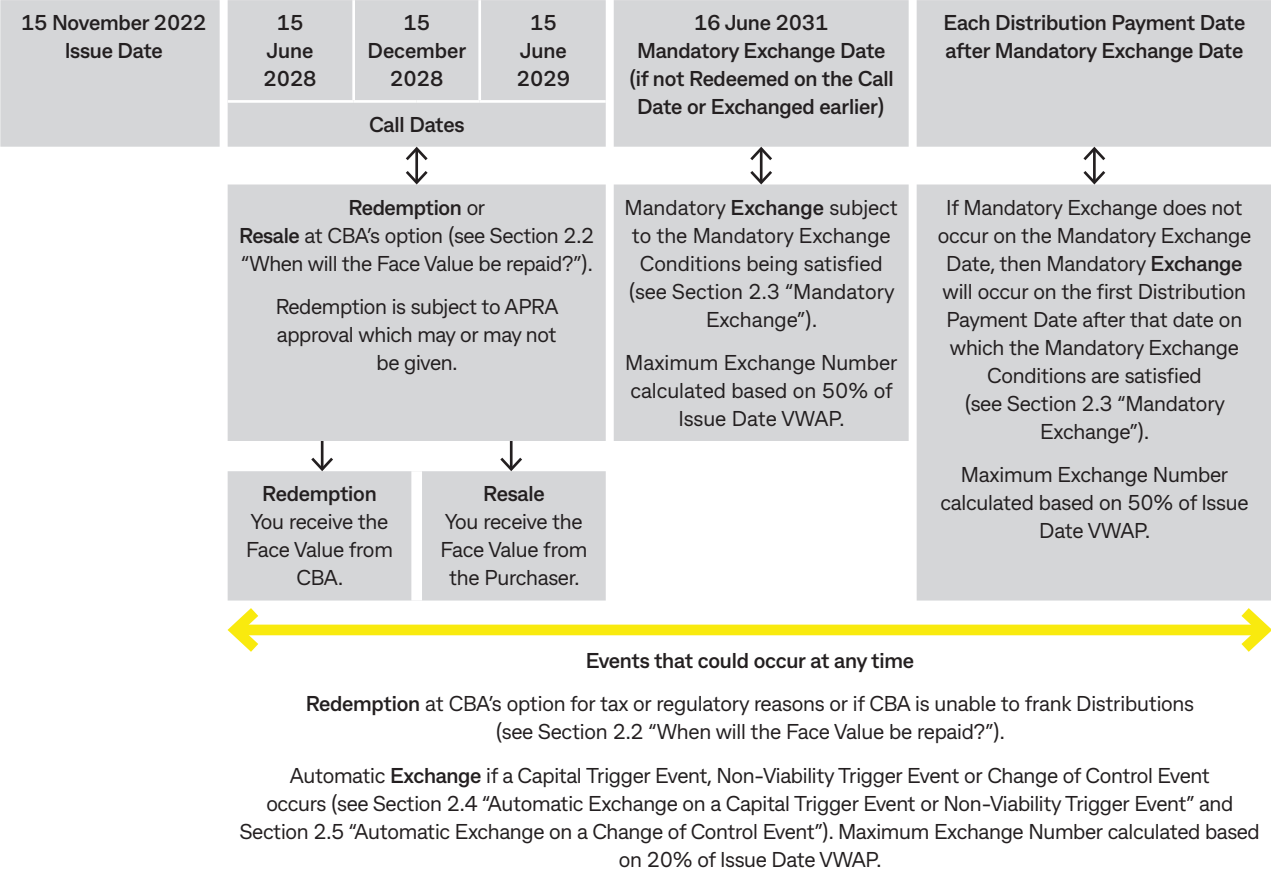 15 November 2022
Issue Date
15
June
2028
15
December
2028
15
June
2029
Call Dates
16 June 2031
Mandatory Exchange Date
(if not Redeemed on the Call
Date or Exchanged earlier)
Each Distribution Payment Date
after Mandatory Exchange Date
Redemption or
Resale at CBA's option (see Section 2.2
“When will the Face Value be repaid?”).
Redemption is subject to APRA
approval which may or may not
be given.
Mandatory Exchange subject
to the Mandatory Exchange
Conditions being satisfied
(see Section 2.3 “Mandatory
Exchange”).
Maximum Exchange Number
calculated based on 50% of
Issue Date VWAP.
If Mandatory Exchange does not
occur on the Mandatory Exchange
Date, then Mandatory Exchange
will occur on the first Distribution
Payment Date after that date on
which the Mandatory Exchange
Conditions are satisfied
(see Section 2.3 “Mandatory
Exchange”).
Maximum Exchange Number
calculated based on 50% of Issue
Date VWAP.
Redemption
You receive the
Face Value from
CBA.
Resale
You receive the
Face Value from
the Purchaser.
Events that could occur at any time
Redemption at CBA's option for tax or regulatory reasons or if CBA is unable to frank Distributions
(see Section 2.2 “When will the Face Value be repaid?”).
Automatic Exchange if a Capital Trigger Event, Non-Viability Trigger Event or Change of Control Event
occurs (see Section 2.4 “Automatic Exchange on a Capital Trigger Event or Non-Viability Trigger Event” and
Section 2.5 “Automatic Exchange on a Change of Control Event”). Maximum Exchange Number calculated based
on 20% of Issue Date VWAP.